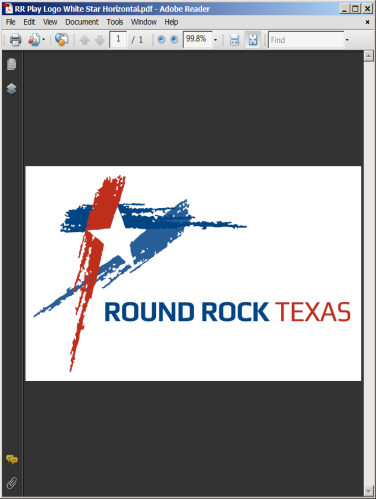 RR Play Logo White Star Horizontal.pdf - Adobe Reader
File Edit View Document Tools Window Help
1 / 1 99.8% Find
ROUND ROCK TEXAS